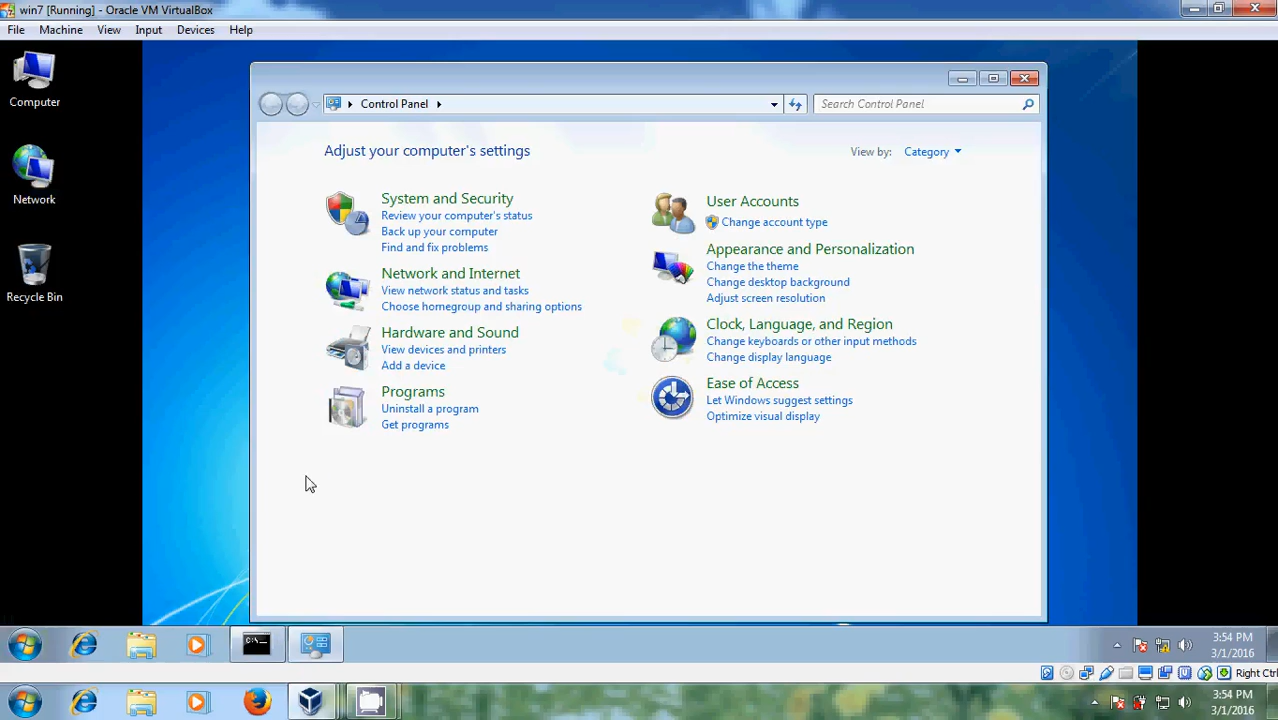 win7 [Running] - Oracle VM VirtualBox
File Machine View Input Devices Help
Computer
Network
Recycle Bin
Control Panel
Search Control Panel
Adjust your computer's settings
View by: Category
System and Security
Review your computer's status
Back up your computer
Find and fix problems
Network and Internet
View network status and tasks
Choose homegroup and sharing options
Hardware and Sound
View devices and printers
Add a device
Programs
Uninstall a program
Get programs
User Accounts
Change account type
Appearance and Personalization
Change the theme
Change desktop background
Adjust screen resolution
Clock, Language, and Region
Change keyboards or other input methods
Change display language
Ease of Access
Let Windows suggest settings
Optimize visual display
C:\
3:54 PM
3/1/2016
Right Ctrl
3:54 PM
3/1/2016